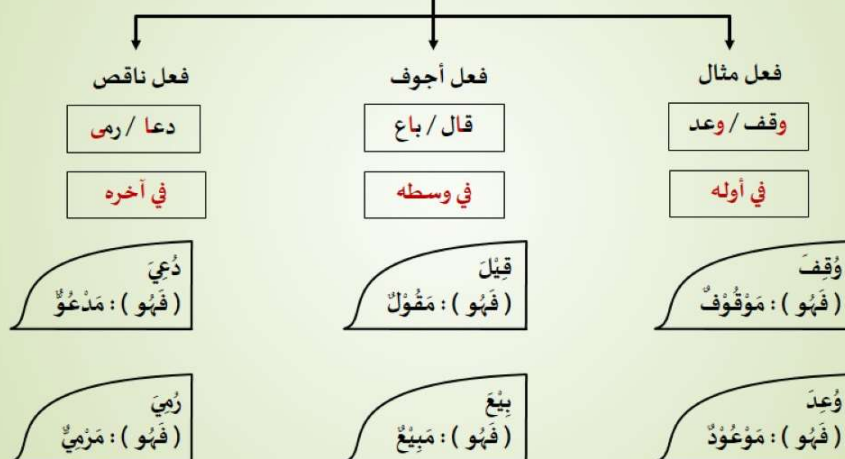 فعل مثال
وقف / وعد
في أوله
وُقِفَ
( فَهُو ) : مَوْقُوْفٌ
وُعِدَ
( فَهُو ) : مَوْعُوْدٌ
فعل أجوف
قال / باع
في وسطه
قِيْلَ
( فَهُو ) : مَقُوْلٌ
بِيْعَ
( فَهُو ) : مَبِيْعٌ
فعل ناقص
دعا / رمى
في آخره
دُعِيَ
( فَهُو ) : مَدْعُوٌّ
رُمِيَ
( فَهُو ) : مَرْمِيٌّ